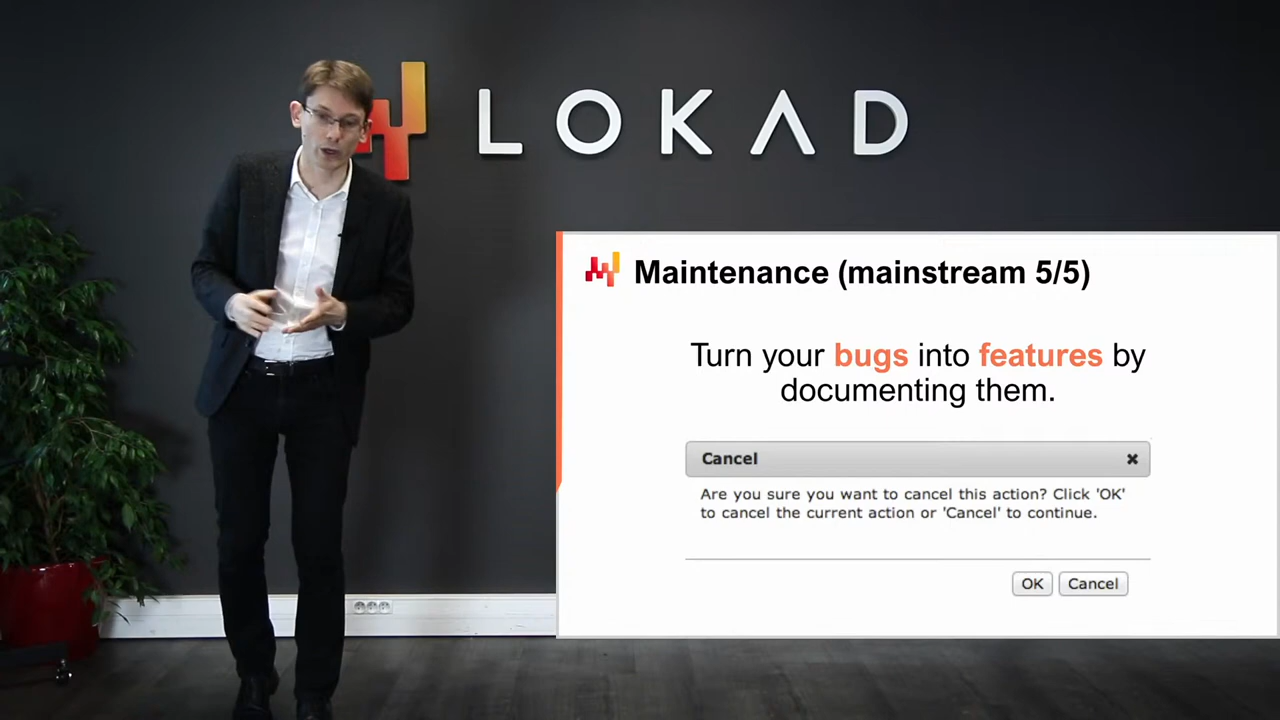 LOKAD
Maintenance (mainstream 5/5)
Turn your bugs into features by
documenting them.
Cancel
Are you sure you want to cancel this action? Click 'OK'
to cancel the current action or 'Cancel' to continue.
OK Cancel